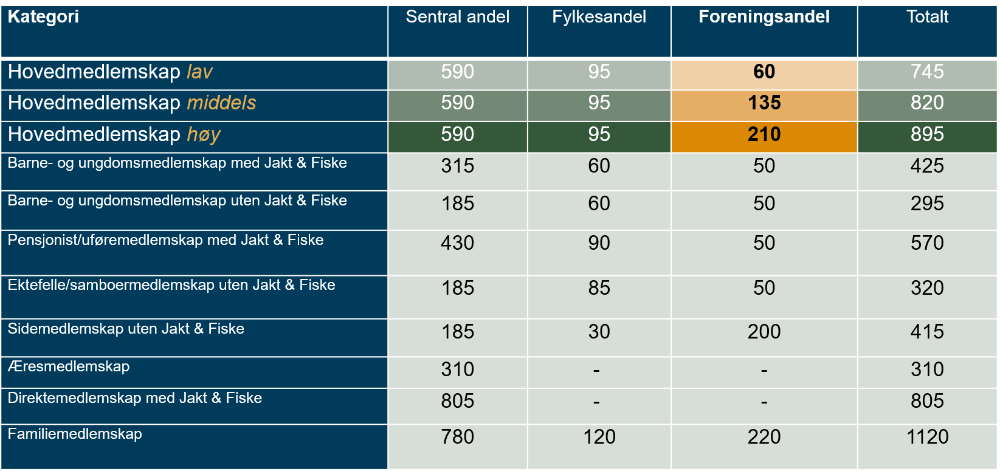 Kategori Sentral andel Fylkesandel Foreningsandel Totalt
Hovedmedlemskap lav 590 95 60 745
Hovedmedlemskap middels 590 95 135 820
Hovedmedlemskap høy 590 95 210 895
Barne- og ungdomsmedlemskap med Jakt & Fiske 315 60 50 425
Barne- og ungdomsmedlemskap uten Jakt & Fiske 185 60 50 295
Pensjonist/uføremedlemskap med Jakt & Fiske 430 90 50 570
Ektefelle/samboermedlemskap uten Jakt & Fiske 185 85 50 320
Sidemedlemskap uten Jakt & Fiske 185 30 200 415
Æresmedlemskap 310 - - 310
Direktemedlemskap med Jakt & Fiske 805 - - 805
Familiemedlemskap 780 120 220 1120